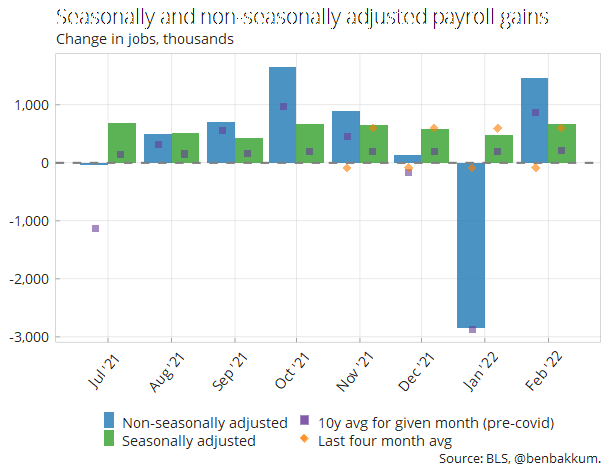 Seasonally and non-seasonally adjusted payroll gains
Change in jobs, thousands
1,000
0
-1,000
-2,000
-3,000
Jul '21
Aug '21
Sep '21
Oct '21
Nov '21
Dec '21
Jan '22
Feb '22
Non-seasonally adjusted
10y avg for given month (pre-covid)
Seasonally adjusted
Last four month avg
Source: BLS, @benbakkum.